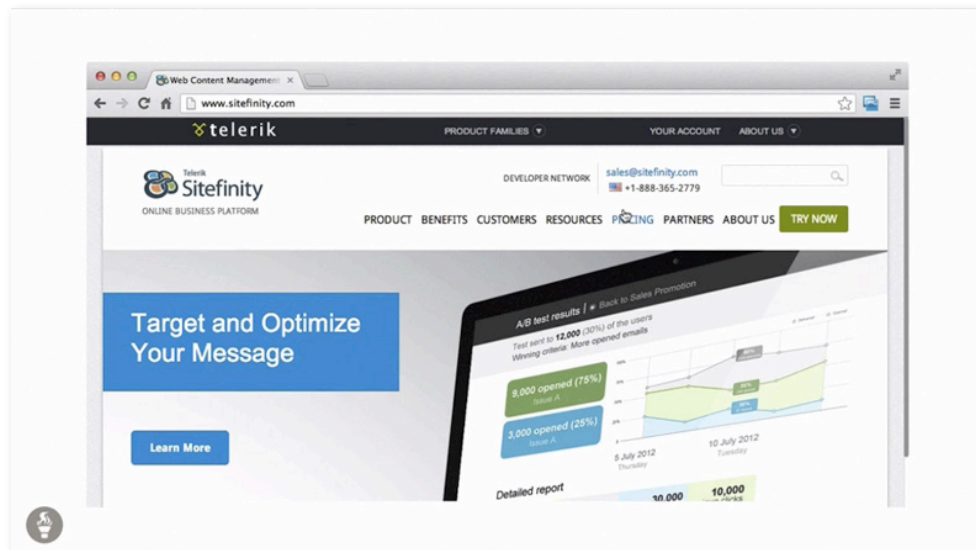 Web Content Management
www.sitefinity.com
telerik
PRODUCT FAMILIES
YOUR ACCOUNT
ABOUT US
Telerik
Sitefinity
ONLINE BUSINESS PLATFORM
DEVELOPER NETWORK
sales@sitefinity.com
+1-888-365-2779
PRODUCT BENEFITS CUSTOMERS RESOURCES PRICING PARTNERS ABOUT US TRY NOW
Target and Optimize
Your Message
Learn More
A/B test results | Back to Sales Promotion
Test sent to 12,000 (30%) of the users
Winning criteria: More opened emails
9,000 opened (75%)
Issue A
3,000 opened (25%)
Issue A
5 July 2012
Thursday
10 July 2012
Tuesday
Detailed report
30,000
10,000
clicks